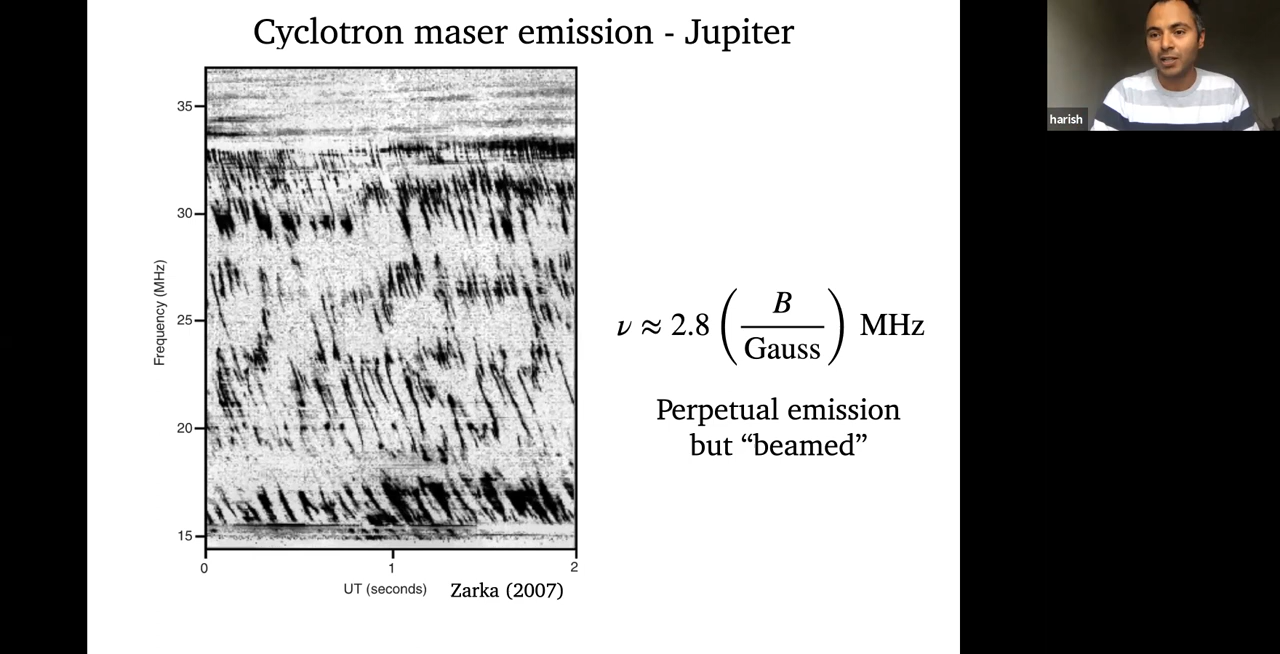 Cyclotron maser emission - Jupiter
harish
35
30
25
20
15
Frequency (MHz)
0 1 2
UT (seconds) Zarka (2007)
ν ≈ 2.8 ( B / Gauss ) MHz
Perpetual emission
but “beamed”